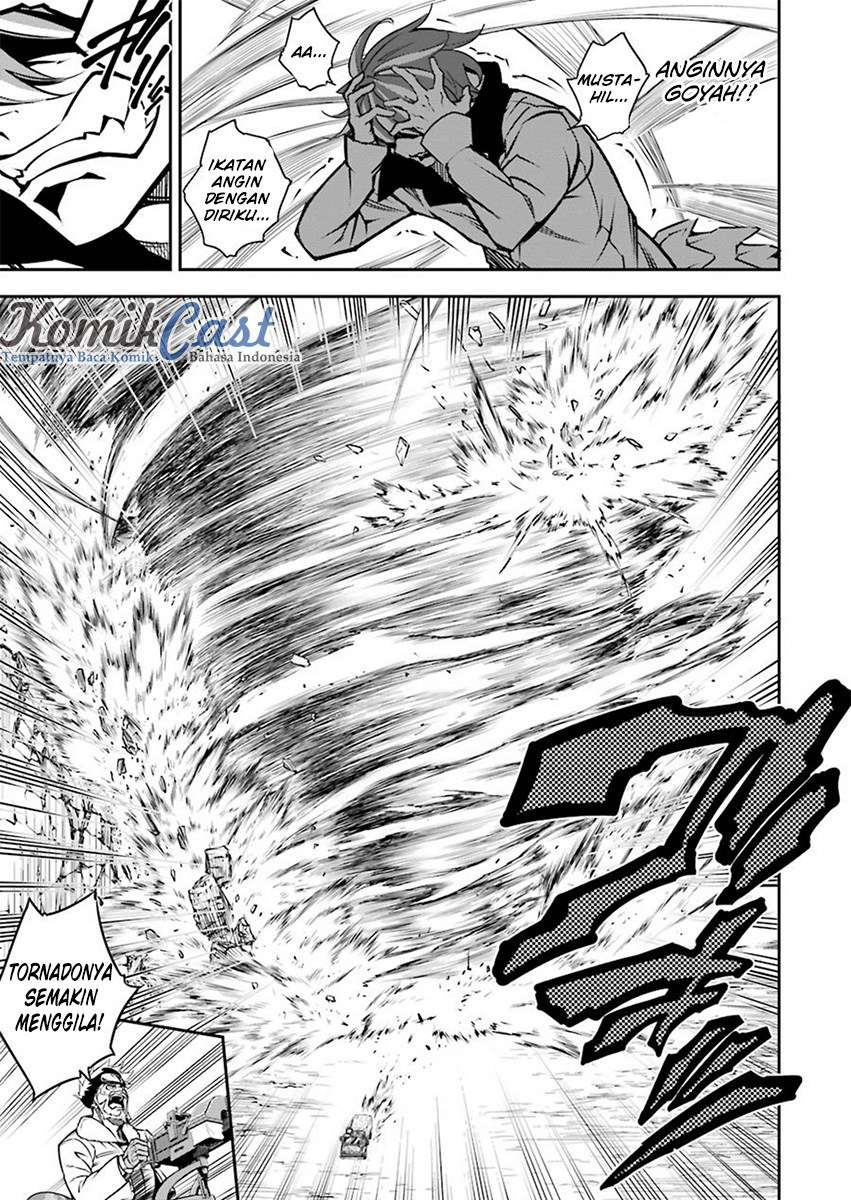 ANGINNYA
GOYAH!!
MUSTA-
HIL...
AA...
IKATAN
ANGIN
DENGAN
DIRIKU...
KomikCast
Tempatnya Baca Komik
Bahasa Indonesia
TORNADONYA
SEMAKIN
MENGGILA!